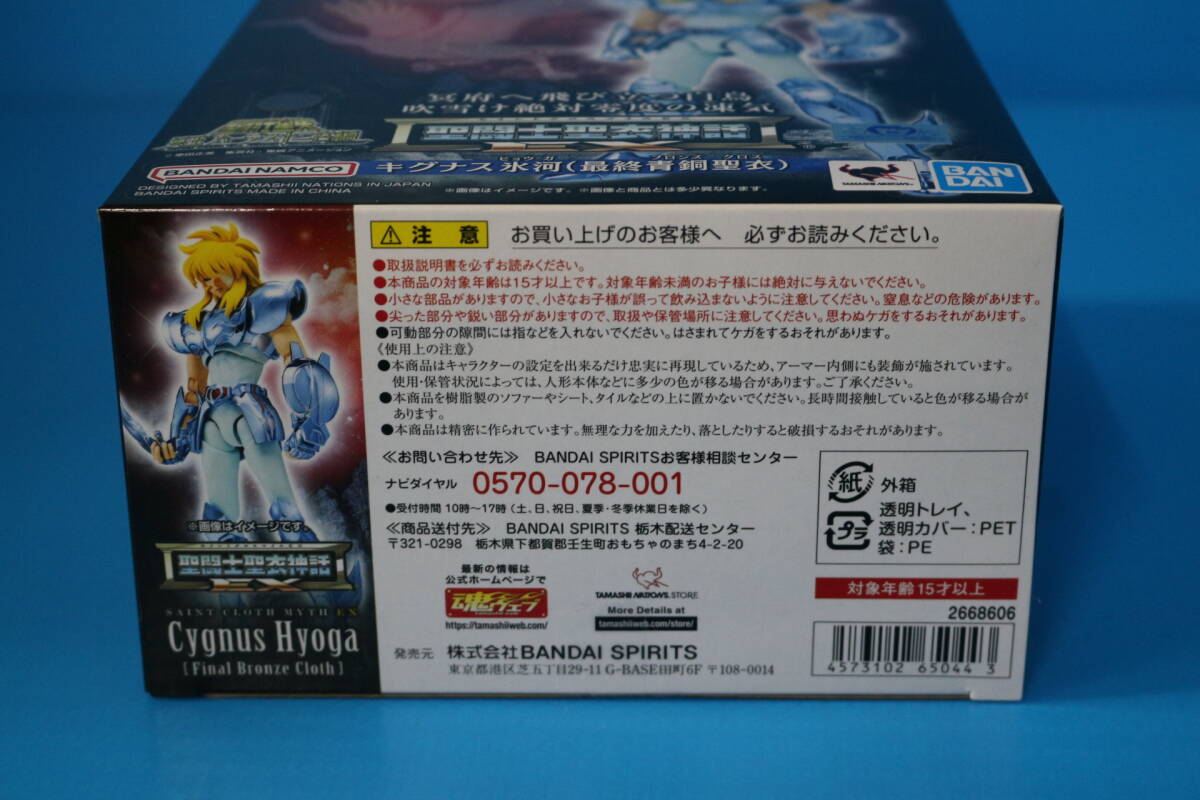 吹雪け絶対零度の凍気
聖闘士聖衣神話
EX
BANDAI NAMCO
キグナス氷河(最終青銅聖衣)
DESIGNED BY TAMASHII NATIONS IN JAPAN
BANDAI SPIRITS MADE IN CHINA
※画像はイメージです。 ※画像と商品とは多少異なります。
TAMASHII NATIONS
BAN
DAI
注 意 お買い上げのお客様へ 必ずお読みください。
●取扱説明書を必ずお読みください。
●本商品の対象年齢は15才以上です。対象年齢未満のお子様には絶対に与えないでください。
●小さな部品がありますので、小さなお子様が誤って飲み込まないように注意してください。窒息などの危険があります。
●尖った部分や鋭い部分がありますので、取扱や保管場所に注意してください。思わぬケガをするおそれがあります。
●可動部分の隙間には指などを入れないでください。はさまれてケガをするおそれがあります。
《使用上の注意》
●本商品はキャラクターの設定を出来るだけ忠実に再現しているため、アーマー内側にも装飾が施されています。
使用・保管状況によっては、人形本体などに多少の色が移る場合があります。ご了承ください。
●本商品を樹脂製のソファーやシート、タイルなどの上に置かないでください。長時間接触していると色が移る場合が
あります。
●本商品は精密に作られています。無理な力を加えたり、落としたりすると破損するおそれがあります。
≪お問い合わせ先≫ BANDAI SPIRITSお客様相談センター
ナビダイヤル 0570-078-001
●受付時間 10時〜17時(土、日、祝日、夏季・冬季休業日を除く)
≪商品送付先≫ BANDAI SPIRITS 栃木配送センター
〒321-0298 栃木県下都賀郡壬生町おもちゃのまち4-2-20
最新の情報は
公式ホームページで
魂ウェブ
https://tamashiiweb.com/
TAMASHII NATIONS STORE
More Details at
tamashiiweb.com/store/
発売元 株式会社BANDAI SPIRITS
東京都港区芝五丁目29-11 G-BASE田町6F 〒108-0014
紙 外箱
プラ 透明トレイ、
透明カバー:PET
袋:PE
対象年齢15才以上
2668606
4573102 65044 3
※画像はイメージです。
聖闘士聖衣神話
EX
SAINT CLOTH MYTH EX
Cygnus Hyoga
[Final Bronze Cloth]